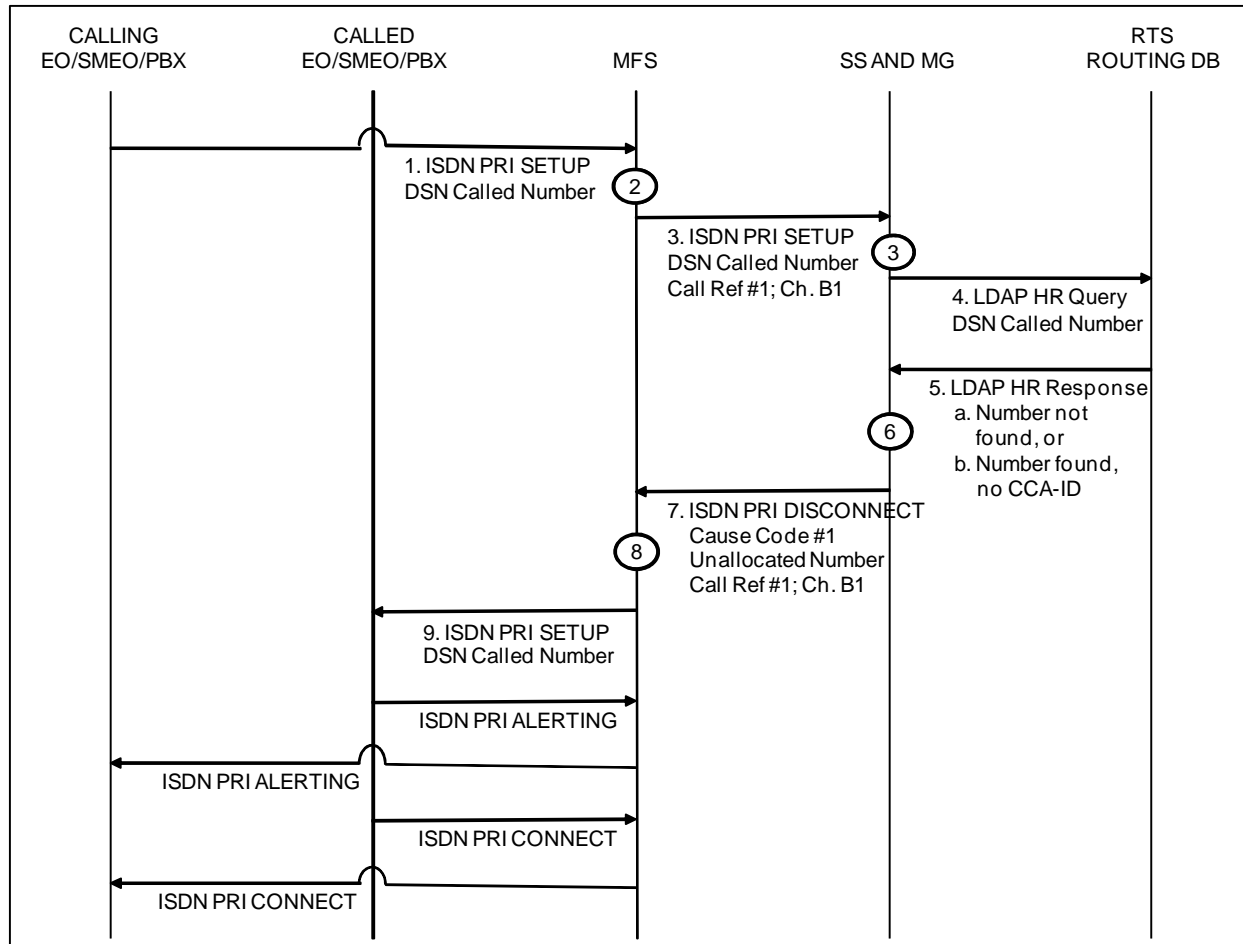 CALLING
EO/SMEO/PBX
CALLED
EO/SMEO/PBX
MFS
SS AND MG
RTS
ROUTING DB
1. ISDN PRI SETUP
DSN Called Number
2
3. ISDN PRI SETUP
DSN Called Number
Call Ref #1; Ch. B1
3
4. LDAP HR Query
DSN Called Number
5. LDAP HR Response
a. Number not
found, or
b. Number found,
no CCA-ID
6
7. ISDN PRI DISCONNECT
Cause Code #1
Unallocated Number
Call Ref #1; Ch. B1
8
9. ISDN PRI SETUP
DSN Called Number
ISDN PRI ALERTING
ISDN PRI ALERTING
ISDN PRI CONNECT
ISDN PRI CONNECT